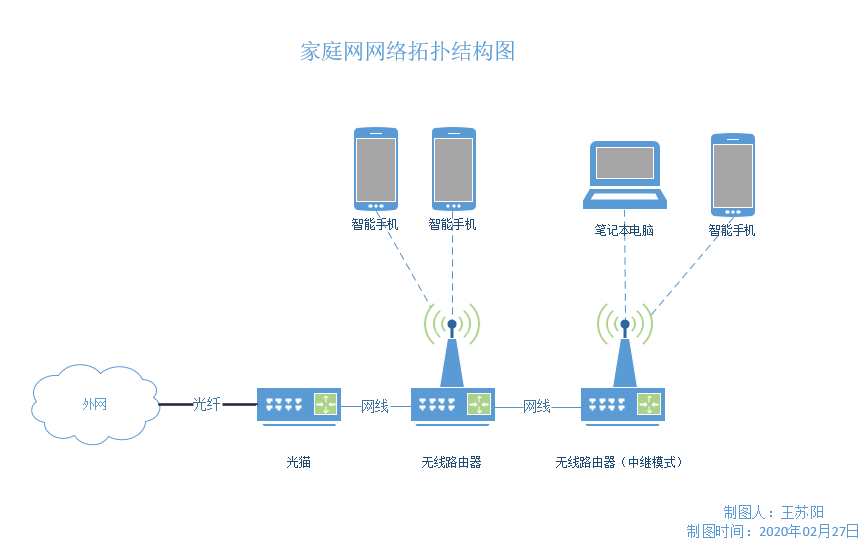 家庭网网络拓扑结构图
智能手机
智能手机
笔记本电脑
智能手机
外网
光纤
网线
网线
光猫
无线路由器
无线路由器（中继模式）
制图人：王苏阳
制图时间：2020年02月27日